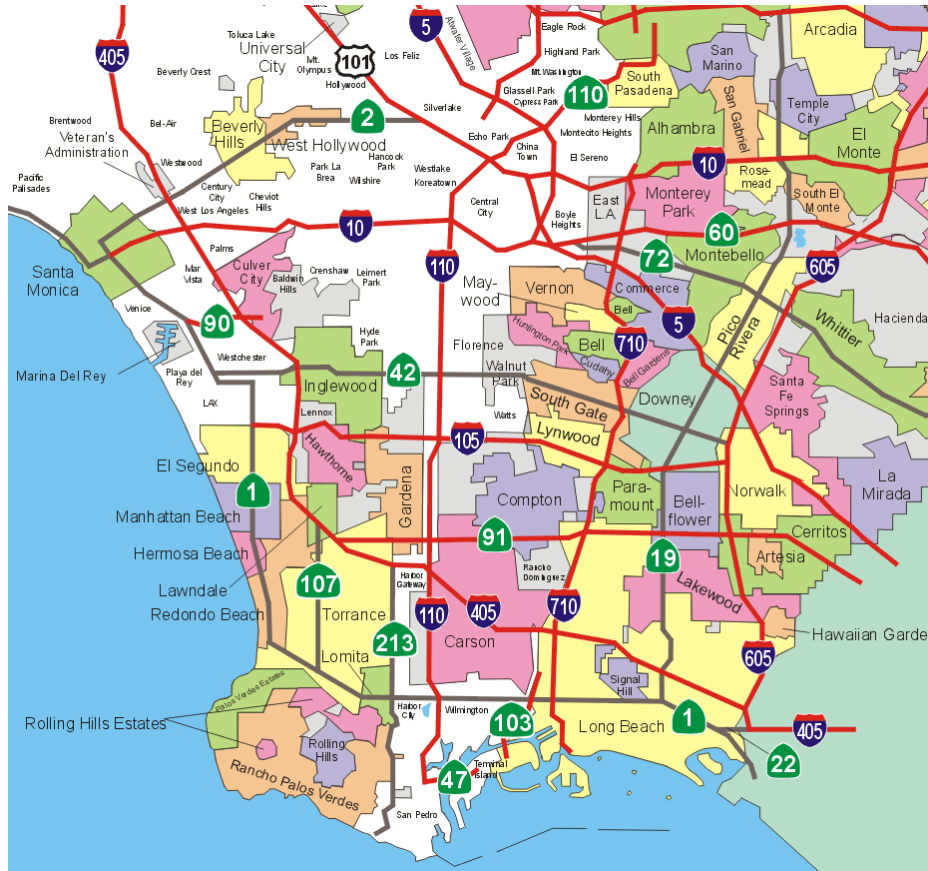 5
Eagle Rock
Arcadia
Toluca Lake
Atwater Village
San
Marino
405
Universal
City
Mt.
Olympus
101
Los Feliz
Highland Park
Mt. Washington
Beverly Crest
Hollywood
Glassell Park
Cypress Park
110
South
Pasadena
Silverlake
San Gabriel
Temple
City
Brentwood
Bel-Air
Beverly
Hills
2
Monterey Hills
Alhambra
Veteran's
Administration
West Hollywood
Echo Park
Montecito Heights
El
Monte
Westwood
Park La
Brea
Hancock
Park
Wilshire
Westlake
Koreatown
China
Town
El Sereno
10
Rose-
mead
Pacific
Palisades
Century
City
Cheviot
Hills
West Los Angeles
Central
City
Boyle
Heights
East
L.A.
Monterey
Park
South El
Monte
10
60
Palms
72
Montebello
Santa
Monica
Mar
Vista
Culver
City
Baldwin
Hills
Crenshaw
Leimert
Park
110
605
May-
wood
Vernon
Commerce
Venice
90
Bell
5
Pico
Rivera
Whittier
Hacienda
Hyde
Park
Florence
Huntington Park
Bell
710
Marina Del Rey
Westchester
Playa del
Rey
42
Walnut
Park
Cudahy
Bell Gardens
Inglewood
Santa
Fe
Springs
LAX
Lennox
South Gate
Downey
Watts
105
Lynwood
El Segundo
Hawthorne
Gardena
1
Compton
Para-
mount
Bell-
flower
Norwalk
La
Mirada
Manhattan Beach
91
Cerritos
Hermosa Beach
Artesia
Lawndale
107
Harbor
Gateway
Rancho
Dominguez
19
Lakewood
Redondo Beach
Torrance
110
405
710
213
Carson
Hawaiian Garde
Lomita
605
Palos Verdes Estates
Signal
Hill
Rolling Hills Estates
Harbor
City
Wilmington
103
Long Beach
1
405
Rolling
Hills
22
Rancho Palos Verdes
47
Terminal
Island
San Pedro